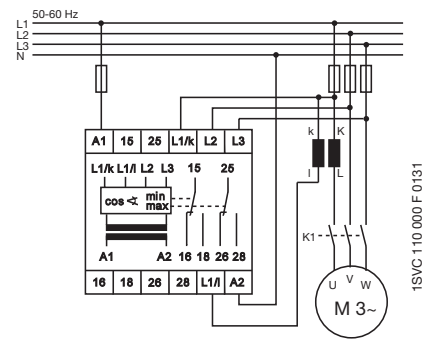 50-60 Hz
L1
L2
L3
N
A1 15 25 L1/k L2 L3
L1/k L1/l L2 L3 15 25
cos ∢ min
max
A1 A2 16 18 26 28
16 18 26 28 L1/l A2
k K
l L
K1
U V W
M 3~
1SVC 110 000 F 0131